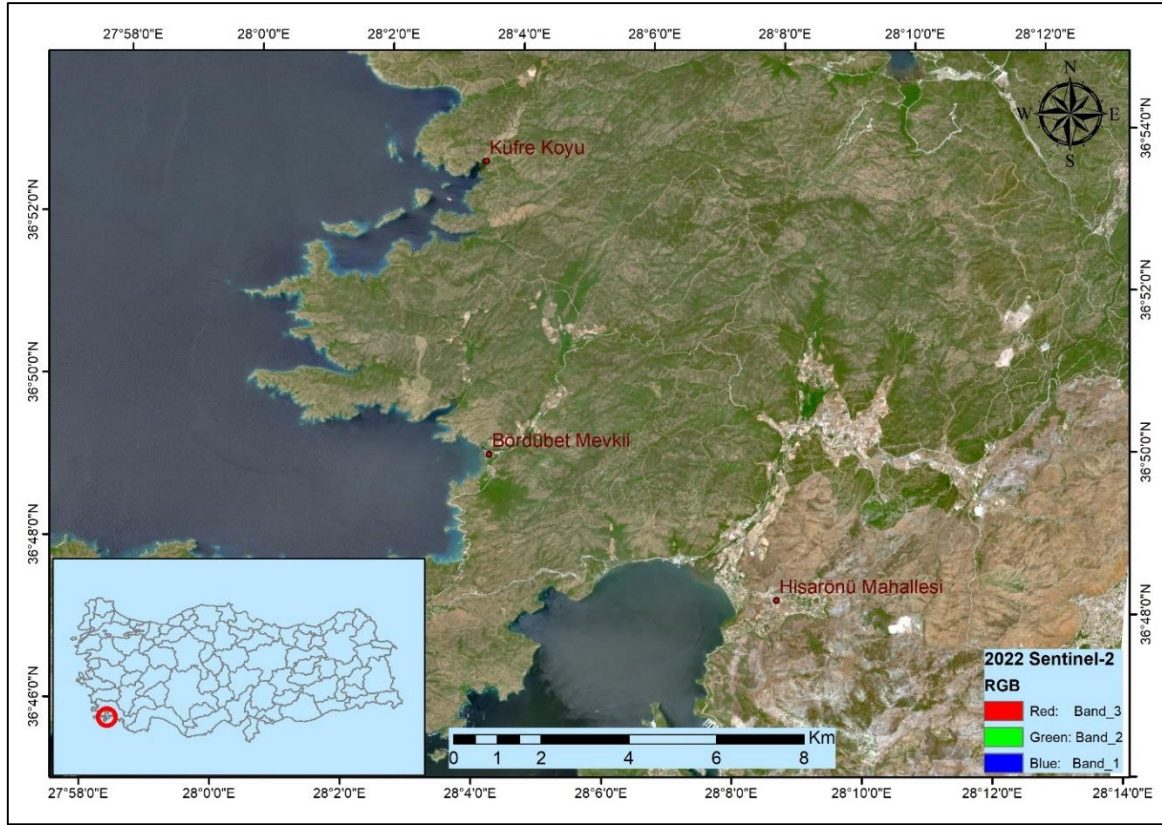 27°58'0"E 28°0'0"E 28°2'0"E 28°4'0"E 28°6'0"E 28°8'0"E 28°10'0"E 28°12'0"E
N
W E
S
36°54'0"N
Küfre Koyu
36°52'0"N
36°52'0"N
36°50'0"N
Bördübet Mevkii
36°50'0"N
36°48'0"N
Hisarönü Mahallesi
36°48'0"N
36°46'0"N
2022 Sentinel-2
RGB
Red: Band_3
Green: Band_2
Blue: Band_1
Km
0 1 2 4 6 8
27°58'0"E 28°0'0"E 28°2'0"E 28°4'0"E 28°6'0"E 28°8'0"E 28°10'0"E 28°12'0"E 28°14'0"E